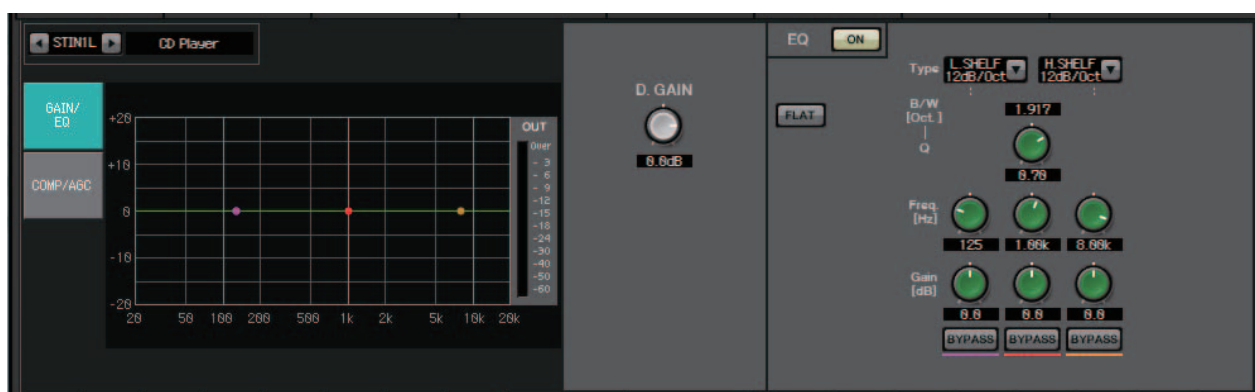 STIN1L
CD Player
GAIN/
EQ
COMP/AGC
+20
+10
0
-10
-20
20 50 100 200 500 1k 2k 5k 10k 20k
OUT
Over
- 3
- 6
- 9
-12
-15
-18
-24
-30
-40
-50
-60
D. GAIN
0.0dB
EQ
ON
FLAT
Type
L.SHELF
12dB/Oct
H.SHELF
12dB/Oct
B/W
[Oct.]
Q
1.917
0.70
Freq.
[Hz]
125 1.00k 8.00k
Gain
[dB]
0.0 0.0 0.0
BYPASS BYPASS BYPASS